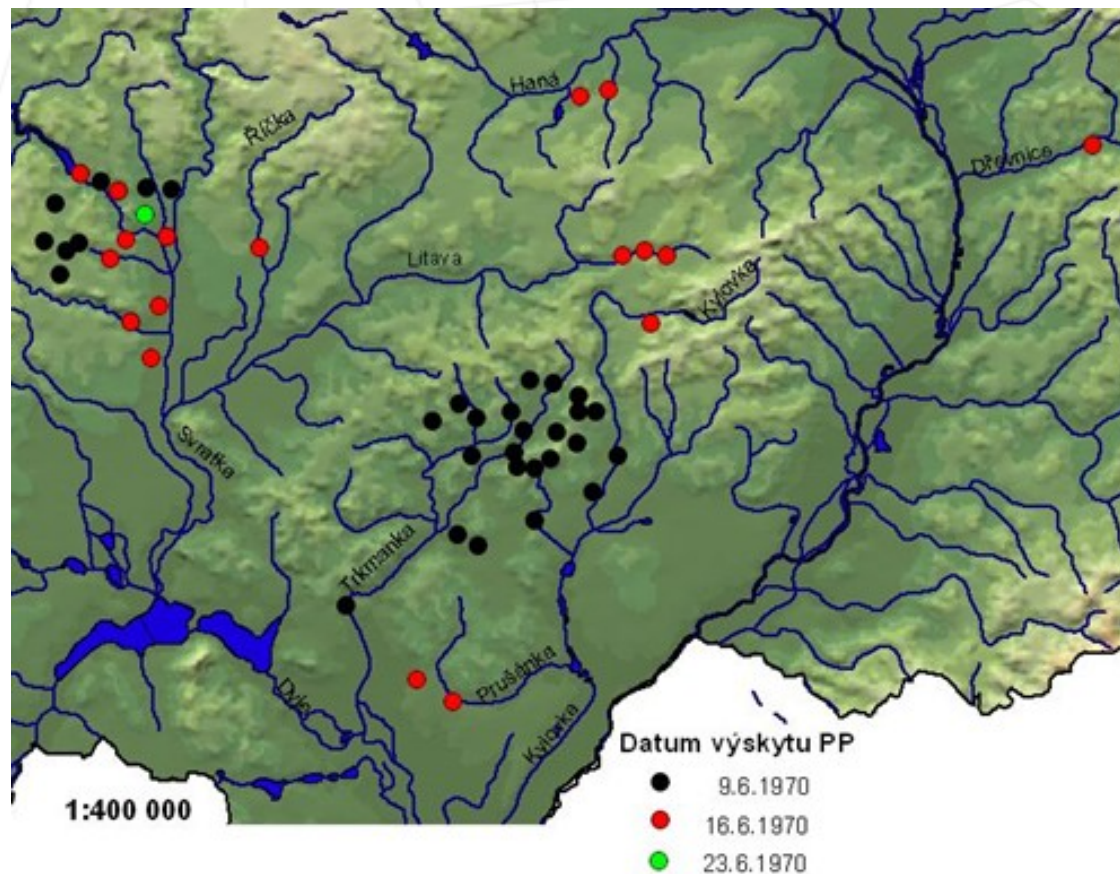 Haná
Říčka
Dřevnice
Litava
Kyjovka
Svratka
Trkmanka
Prušánka
Dyje
Kyjovka
Datum výskytu PP
9.6.1970
16.6.1970
23.6.1970
1:400 000